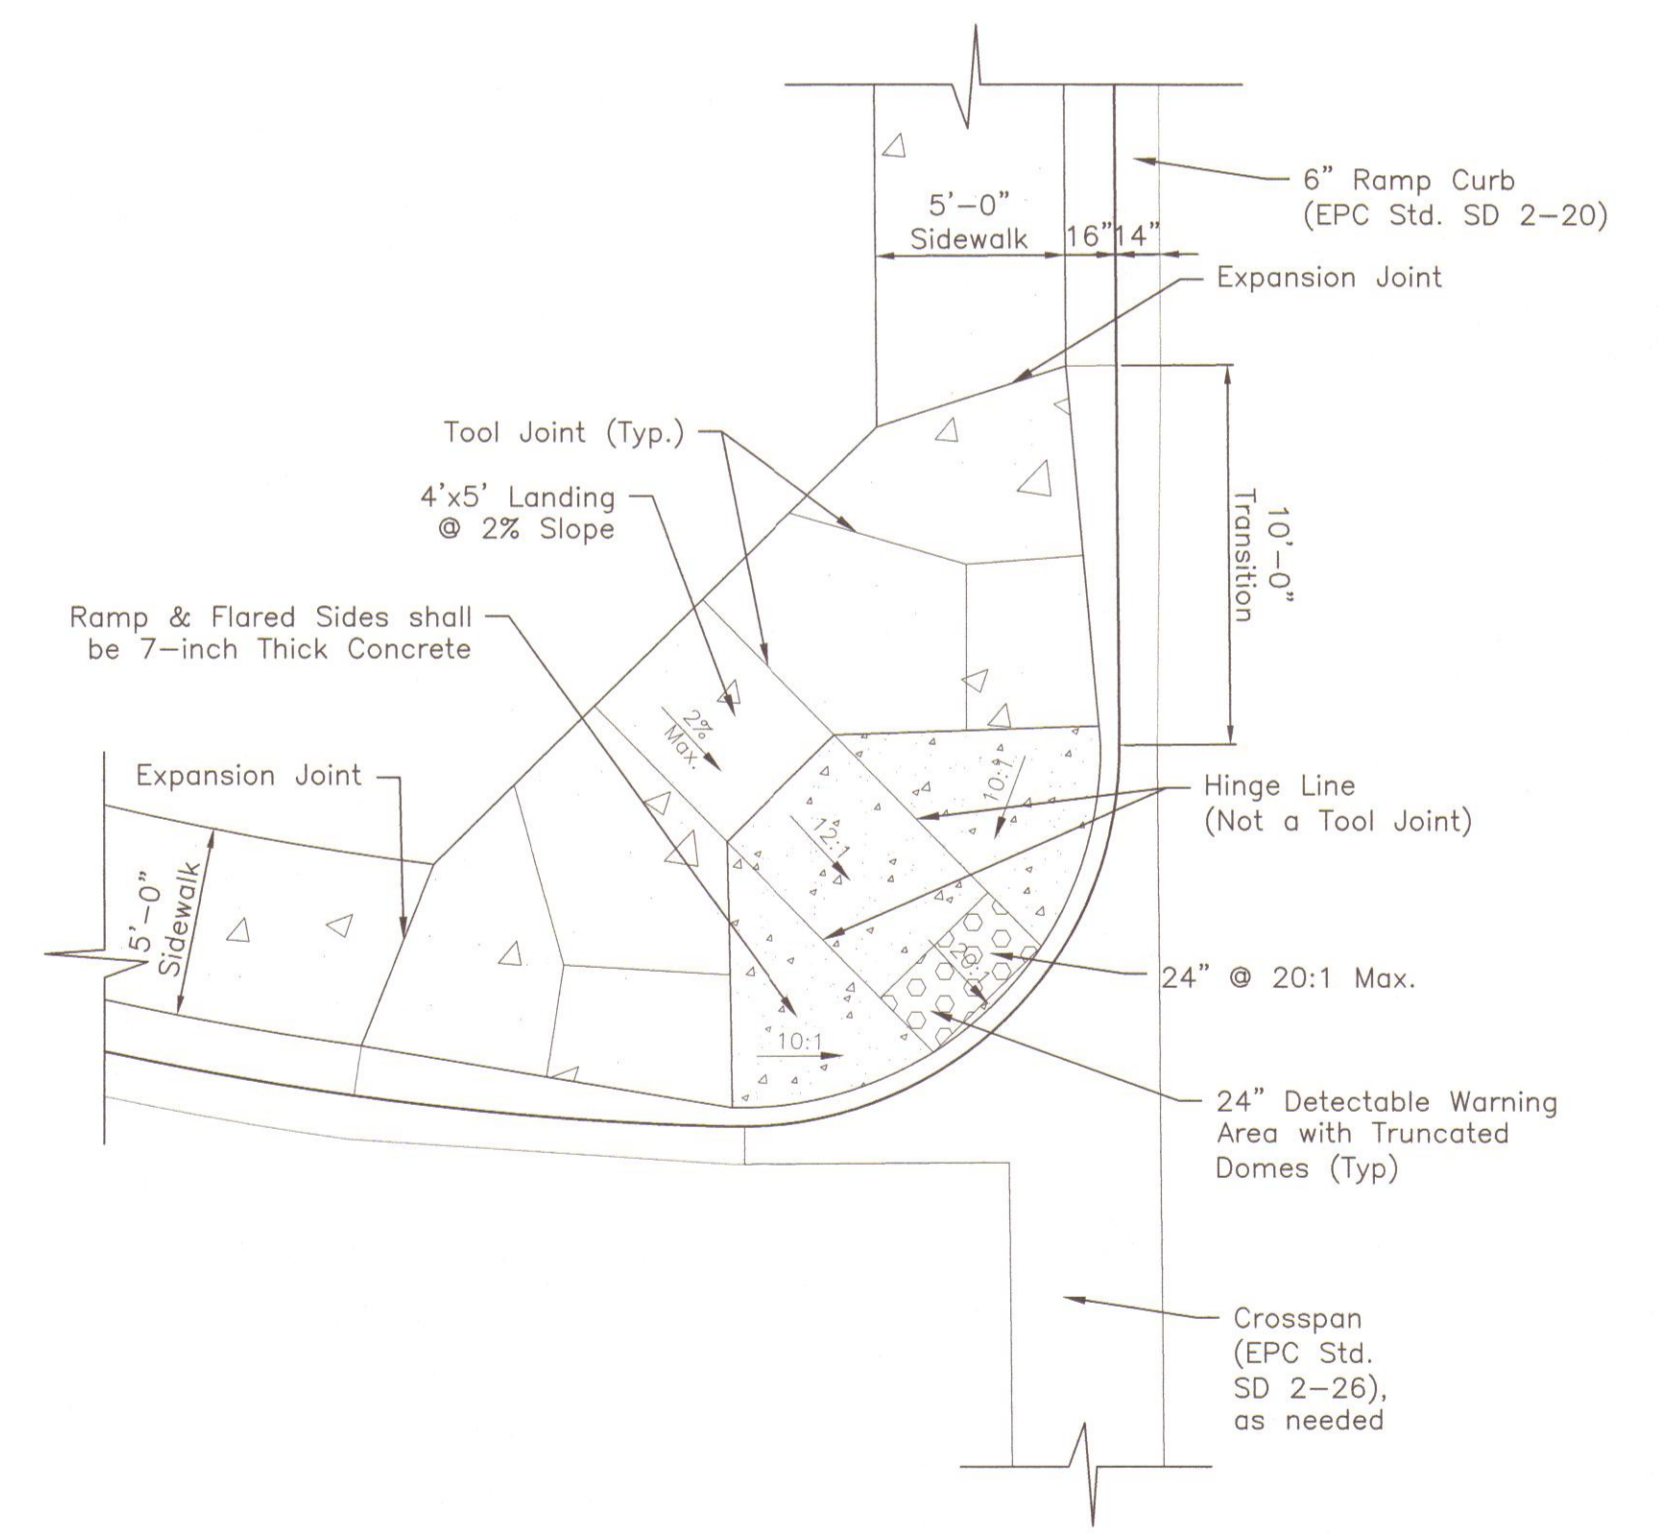 6” Ramp Curb
(EPC Std. SD 2-20)
5’-0”
Sidewalk
16”
14”
Expansion Joint
Tool Joint (Typ.)
4’x5’ Landing
@ 2% Slope
10’-0”
Transition
Ramp & Flared Sides shall
be 7-inch Thick Concrete
2%
Max.
Expansion Joint
10:1
Hinge Line
(Not a Tool Joint)
12:1
5’-0”
Sidewalk
20:1
24” @ 20:1 Max.
10:1
24” Detectable Warning
Area with Truncated
Domes (Typ)
Crosspan
(EPC Std.
SD 2-26),
as needed